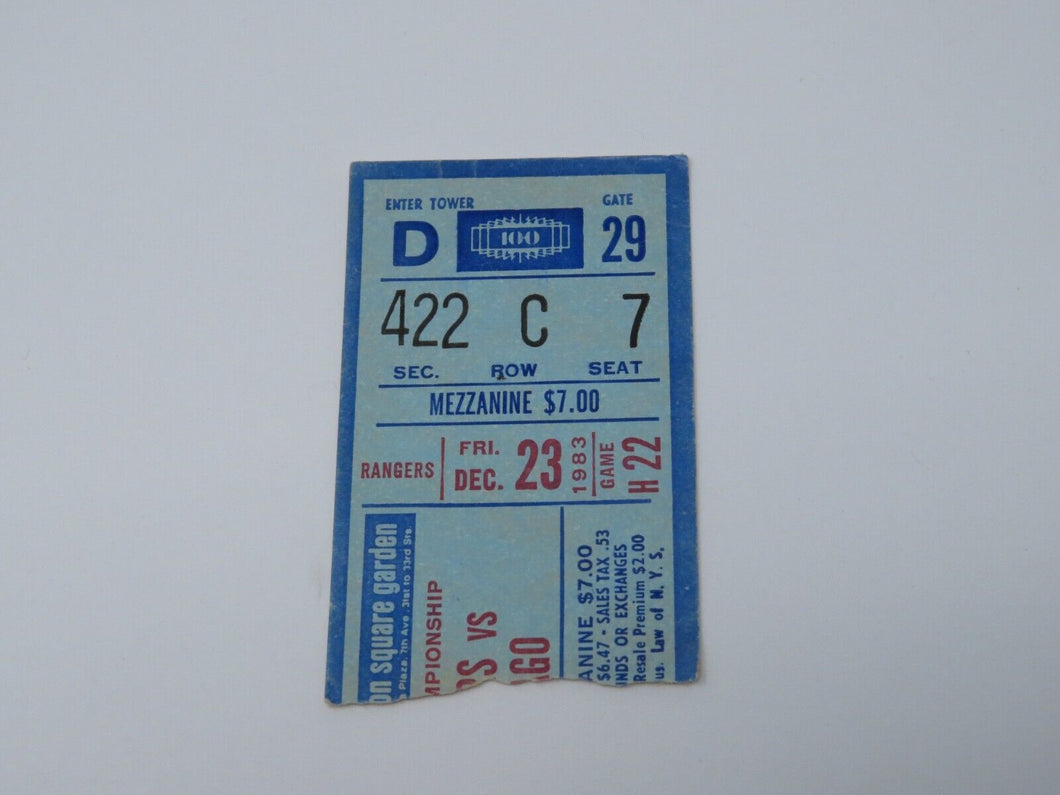 ENTER TOWER GATE
D 100 29
422 C 7
SEC. ROW SEAT
MEZZANINE $7.00
RANGERS
FRI.
DEC. 23
1983
GAME
H 22
on square garden
Plaza, 7th Ave., 31st to 33rd Sts.
MPIONSHIP
RS VS
AGO
ANINE $7.00
$6.47 - SALES TAX .53
NDS OR EXCHANGES
Resale Premium $2.00
us. Law of N. Y. S.